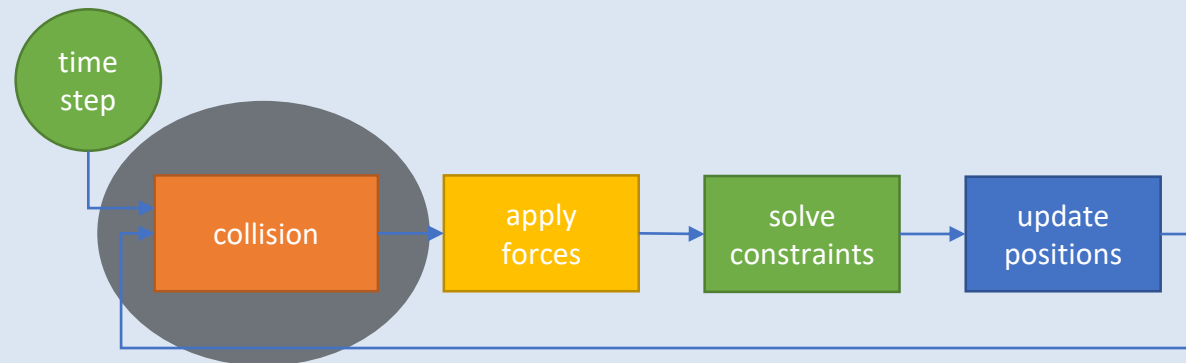 time
step
collision
apply
forces
solve
constraints
update
positions